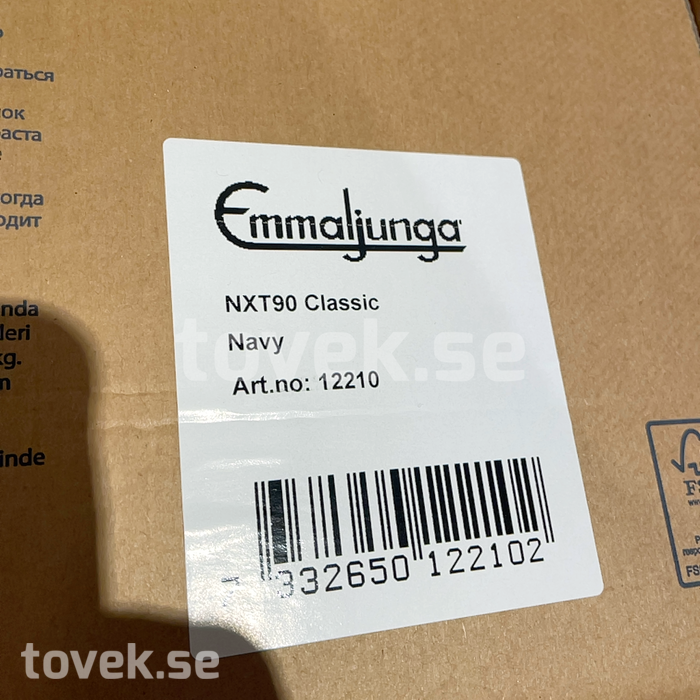 раться
ок
аста
е
огда
одит
Emmaljunga
NXT90 Classic
Navy
Art.no: 12210
tovek.se
nda
leri
kg.
n
inde
332650 122102
FS
tovek.se